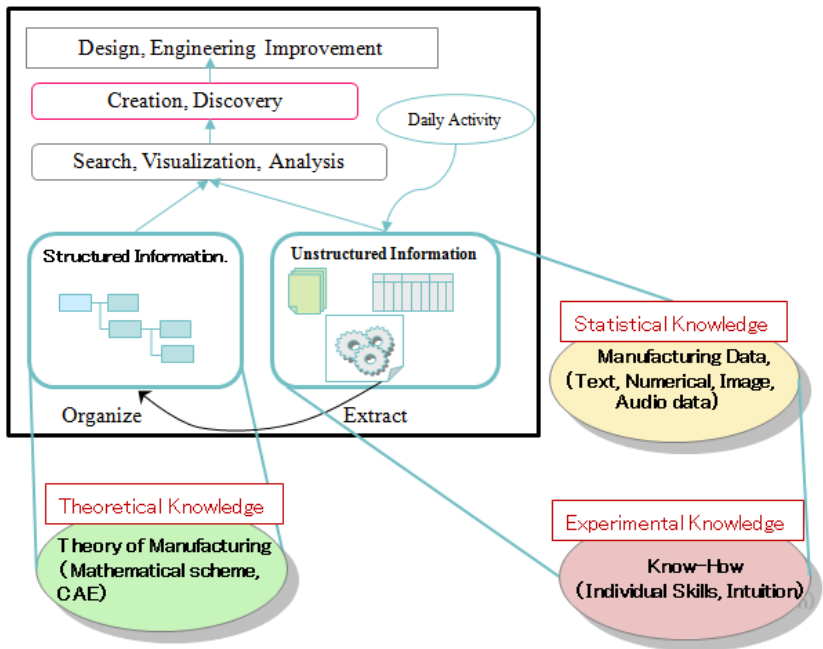 Design, Engineering Improvement
Creation, Discovery
Daily Activity
Search, Visualization, Analysis
Structured Information.
Unstructured Information
Organize
Extract
Statistical Knowledge
Manufacturing Data,
(Text, Numerical, Image,
Audio data)
Theoretical Knowledge
Theory of Manufacturing
(Mathematical scheme,
CAE)
Experimental Knowledge
Know-How
(Individual Skills, Intuition)